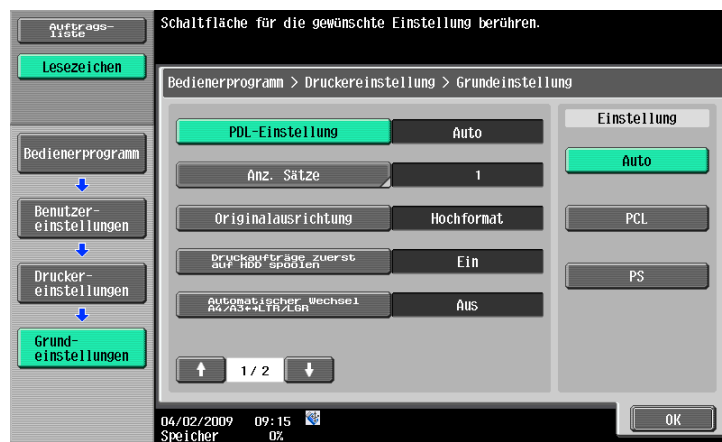 Auftrags-
liste
Schaltfläche für die gewünschte Einstellung berühren.
Lesezeichen
Bedienerprogramm > Druckereinstellung > Grundeinstellung
PDL-Einstellung Auto
Einstellung
Auto
Bedienerprogramm
Anz. Sätze 1
Benutzer-
einstellungen
Originalausrichtung Hochformat
PCL
Druckaufträge zuerst
auf HDD spoolen
Ein
Drucker-
einstellungen
PS
Automatischer Wechsel
A4/A3↔LTR/LGR
Aus
Grund-
einstellungen
1/ 2
04/02/2009 09:15
Speicher 0%
OK